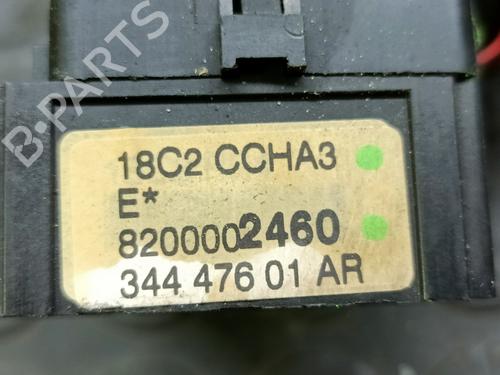 B-PARTS
18C2 CCHA3
E*
8200002460
344 476 01 AR